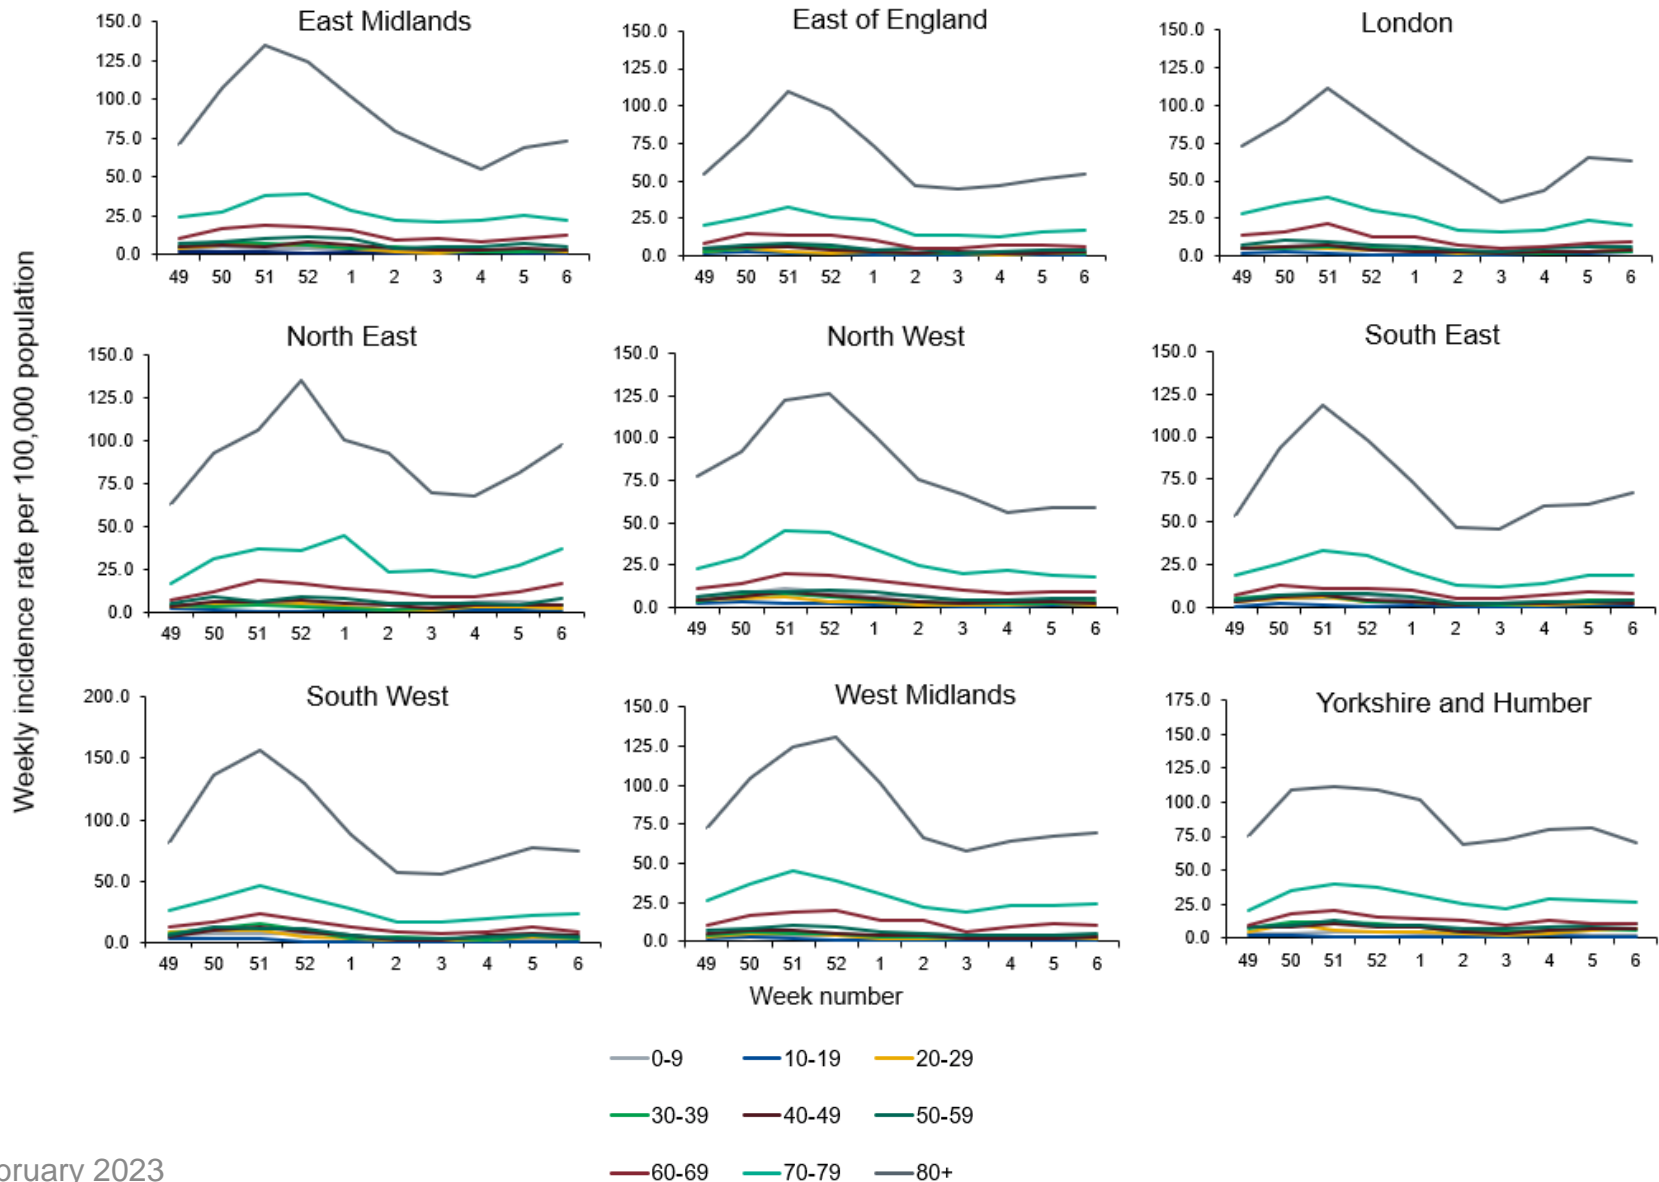 Weekly incidence rate per 100,000 population
East Midlands
150.0
125.0
100.0
75.0
50.0
25.0
0.0
49 50 51 52 1 2 3 4 5 6
East of England
150.0
125.0
100.0
75.0
50.0
25.0
0.0
49 50 51 52 1 2 3 4 5 6
London
150.0
125.0
100.0
75.0
50.0
25.0
0.0
49 50 51 52 1 2 3 4 5 6
North East
150.0
125.0
100.0
75.0
50.0
25.0
0.0
49 50 51 52 1 2 3 4 5 6
North West
150.0
125.0
100.0
75.0
50.0
25.0
0.0
49 50 51 52 1 2 3 4 5 6
South East
150.0
125.0
100.0
75.0
50.0
25.0
0.0
49 50 51 52 1 2 3 4 5 6
South West
200.0
150.0
100.0
50.0
0.0
49 50 51 52 1 2 3 4 5 6
West Midlands
150.0
125.0
100.0
75.0
50.0
25.0
0.0
49 50 51 52 1 2 3 4 5 6
Yorkshire and Humber
175.0
150.0
125.0
100.0
75.0
50.0
25.0
0.0
49 50 51 52 1 2 3 4 5 6
Week number
0-9 10-19 20-29
30-39 40-49 50-59
60-69 70-79 80+
bruary 2023